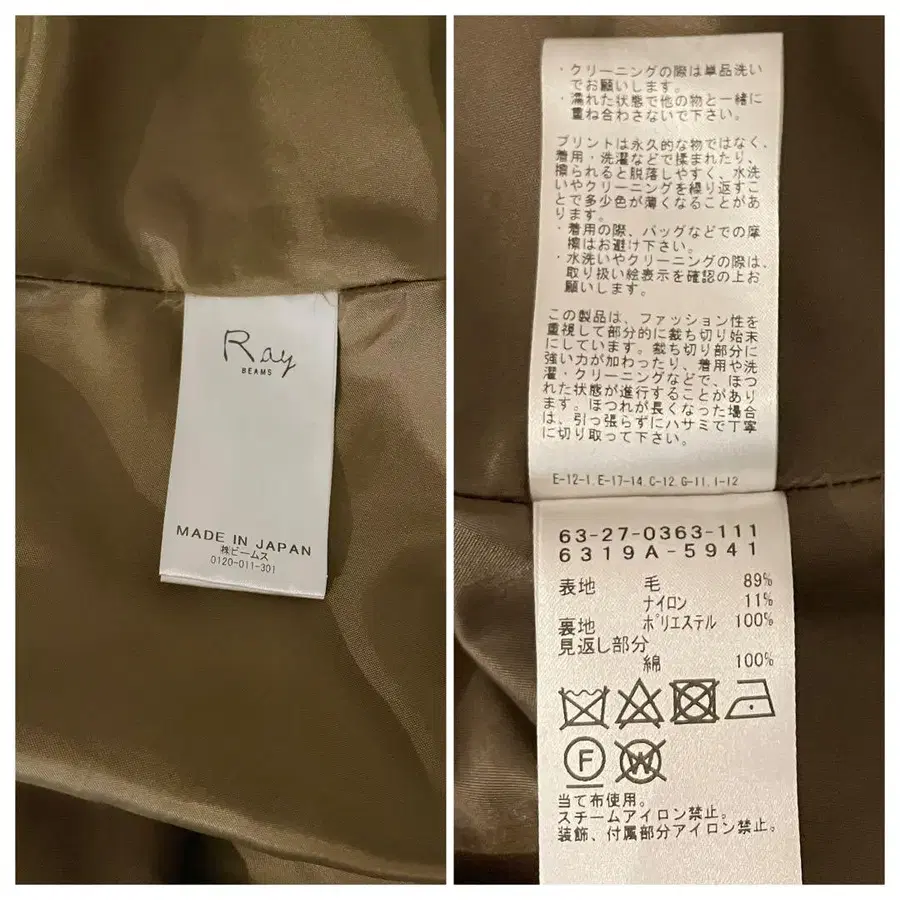 Ray
BEAMS
MADE IN JAPAN
㈱ビームス
0120-011-301
・クリーニングの際は単品洗い
でお願いします。
・濡れた状態で他の物と一緒に
重ね合わさないで下さい。
プリントは永久的な物ではなく、
着用・洗濯などで揉まれたり、
擦られると脱落しやすく、水洗
いやクリーニングを繰り返すこ
とで多少色が薄くなることがあ
ります。
・着用の際、バッグなどでの摩
擦はお避け下さい。
・水洗いやクリーニングの際は、
取り扱い絵表示を確認の上お
願いします。
この製品は、ファッション性を
重視して部分的に裁ち切り始末
にしています。裁ち切り部分に
強い力が加わったり、着用や洗
濯・クリーニングなどで、ほつ
れた状態が進行することがあり
ます。ほつれが長くなった場合
は、引っ張らずにハサミで丁寧
に切り取って下さい。
E-12-1,E-17-14,C-12,G-11,I-12
63-27-0363-111
6319A-5941
表地 毛 89%
ナイロン 11%
裏地 ポリエステル 100%
見返し部分
綿 100%
F W
当て布使用。
スチームアイロン禁止。
装飾、付属部分アイロン禁止。